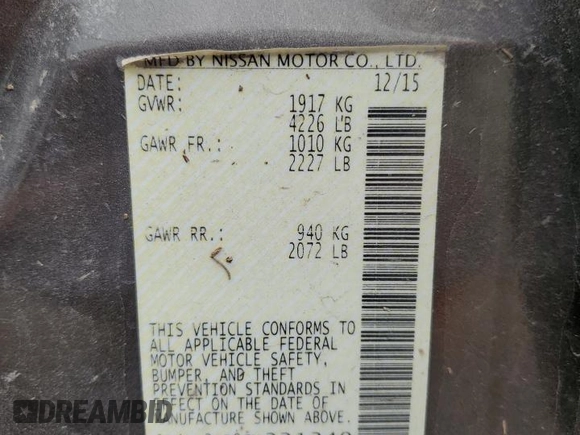 MFD BY NISSAN MOTOR CO., LTD.
DATE: 12/15
GVWR: 1917 KG
4226 LB
GAWR FR.: 1010 KG
2227 LB
GAWR RR.: 940 KG
2072 LB
THIS VEHICLE CONFORMS TO
ALL APPLICABLE FEDERAL
MOTOR VEHICLE SAFETY,
BUMPER, AND THEFT
PREVENTION STANDARDS IN
EFFECT ON THE DATE OF
MANUFACTURE SHOWN ABOVE.
DREAMBID